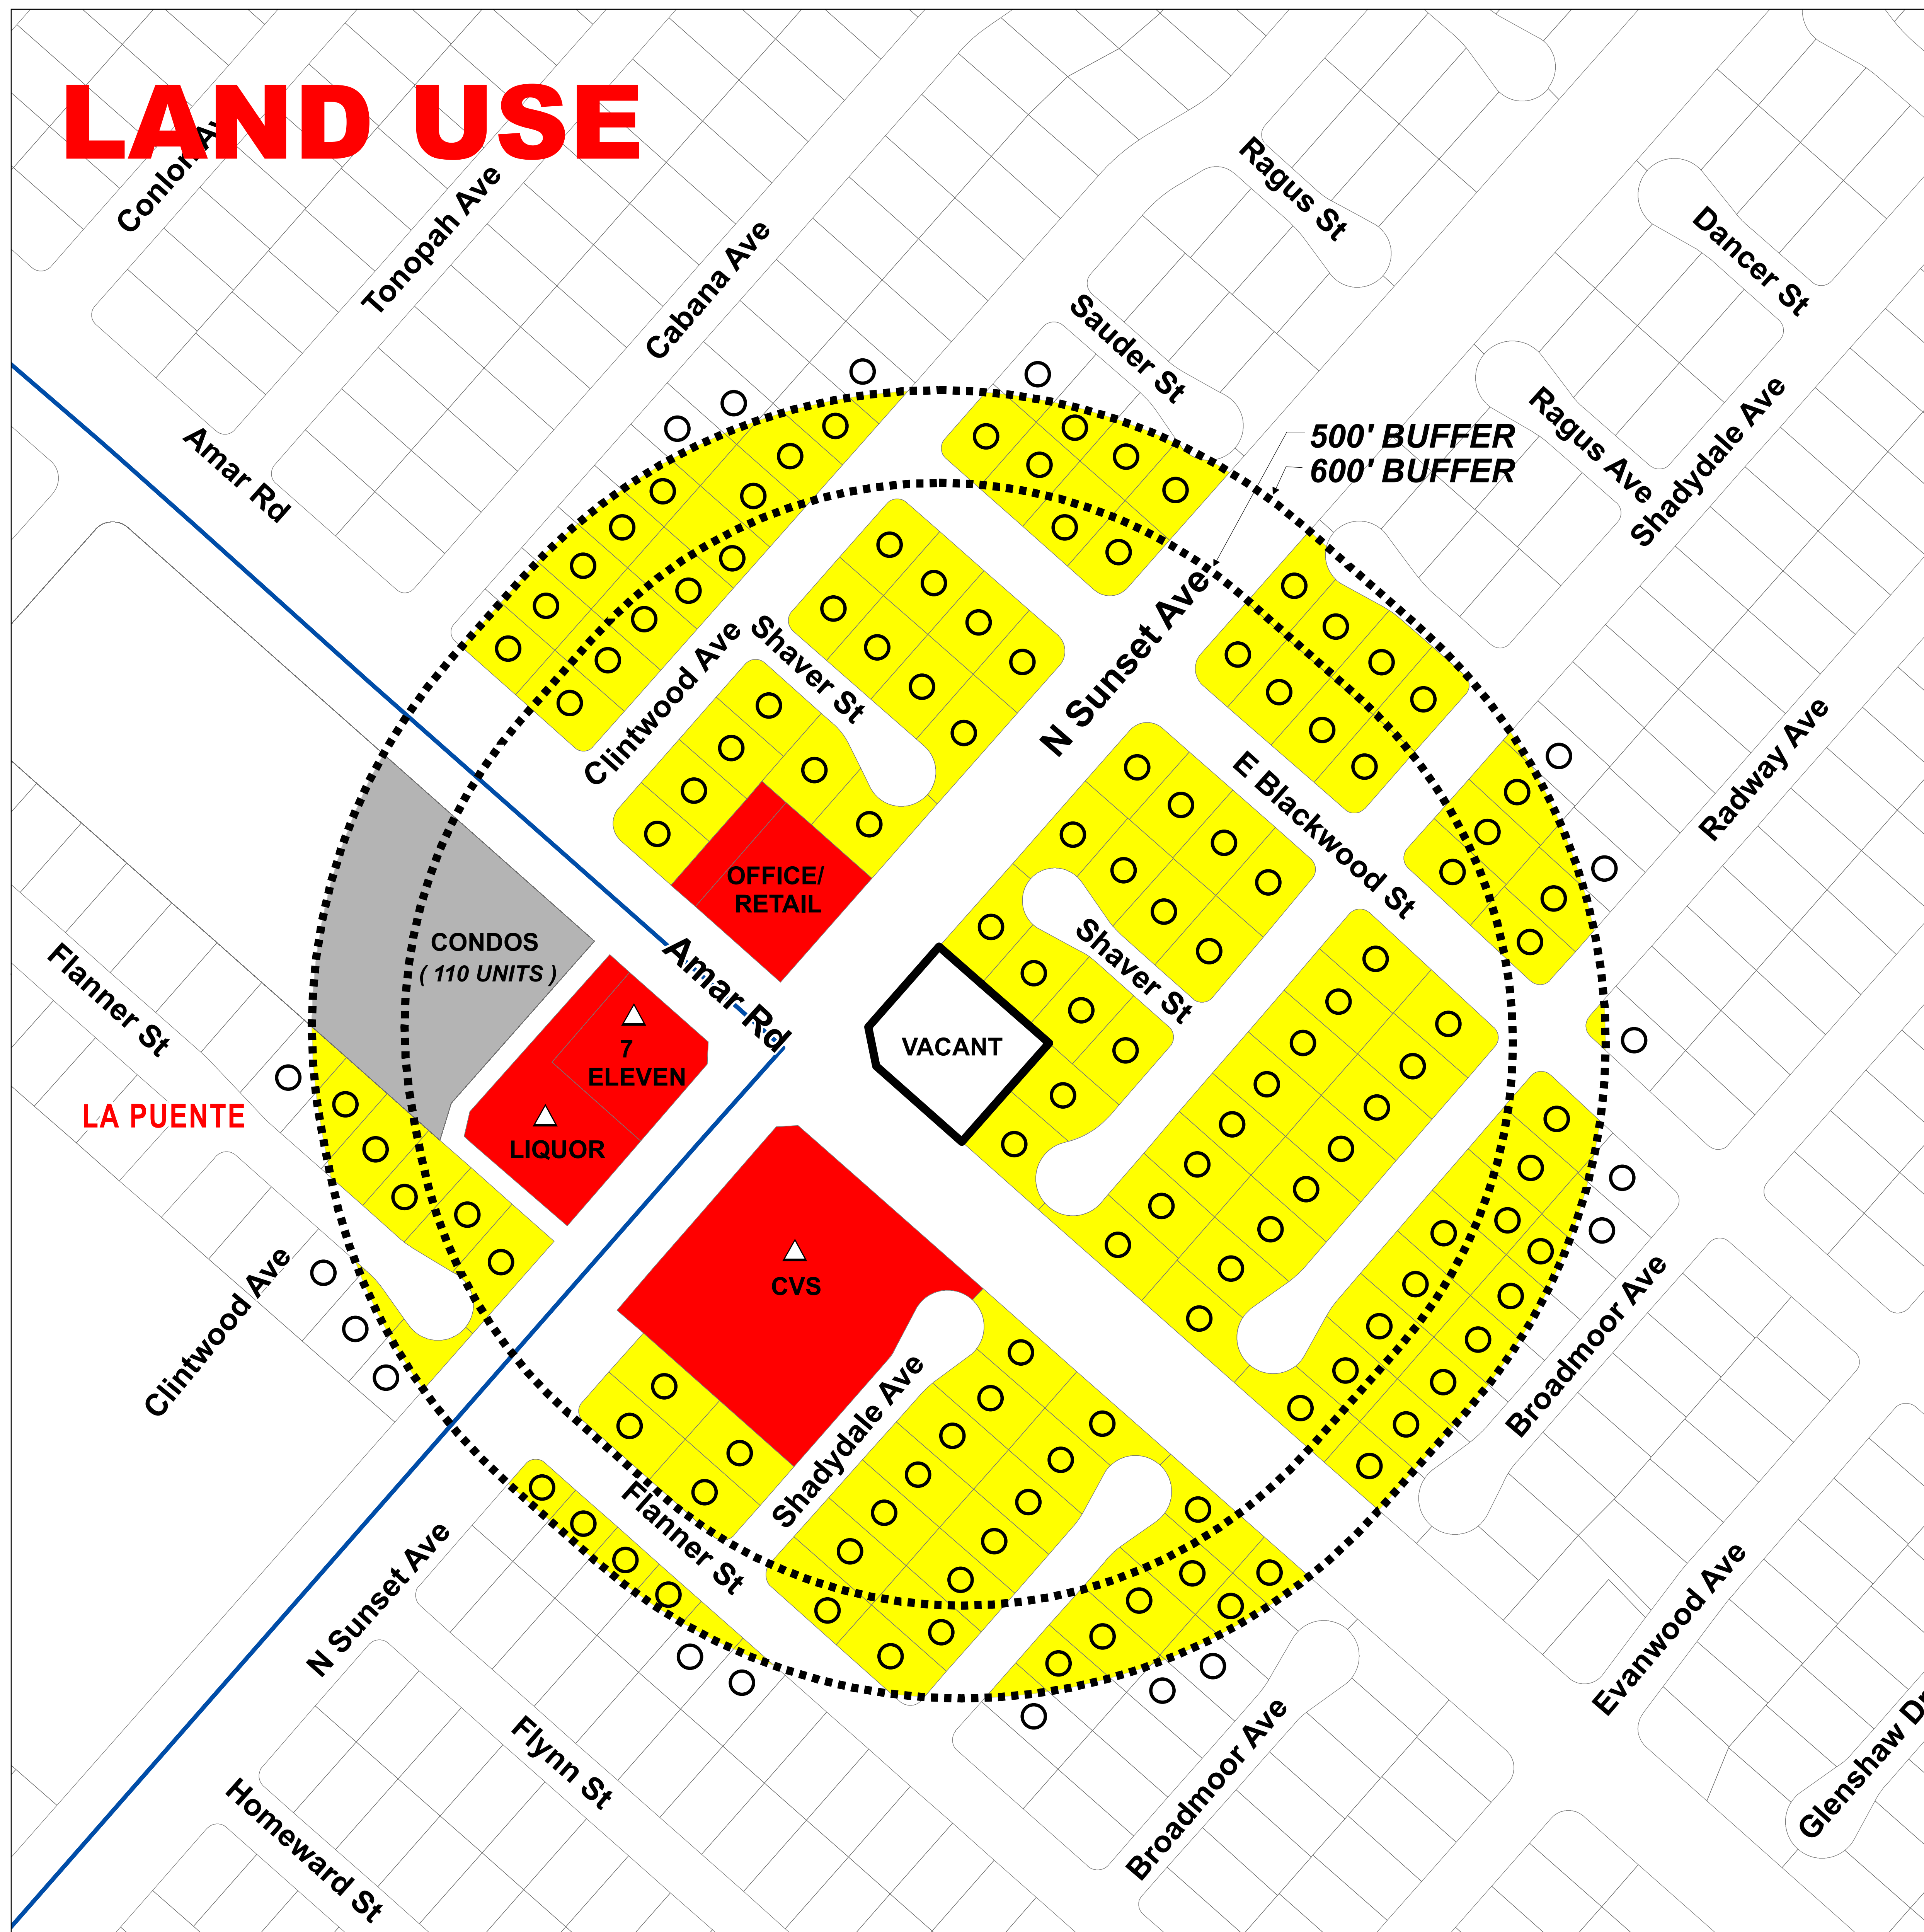 LAND USE
Conlon Av
Tonopah Ave
Cabana Ave
Ragus St
Dancer St
Sauder St
Ragus Ave
Shadydale Ave
Amar Rd
500' BUFFER
600' BUFFER
N Sunset Ave
Clintwood Ave
Shaver St
E Blackwood St
Radway Ave
OFFICE/
RETAIL
CONDOS
( 110 UNITS )
Amar Rd
Shaver St
VACANT
Flanner St
7
ELEVEN
LIQUOR
LA PUENTE
CVS
Clintwood Ave
Shadydale Ave
Broadmoor Ave
Flanner St
N Sunset Ave
Evanwood Ave
Flynn St
Broadmoor Ave
Glenshaw Dr
Homeward St